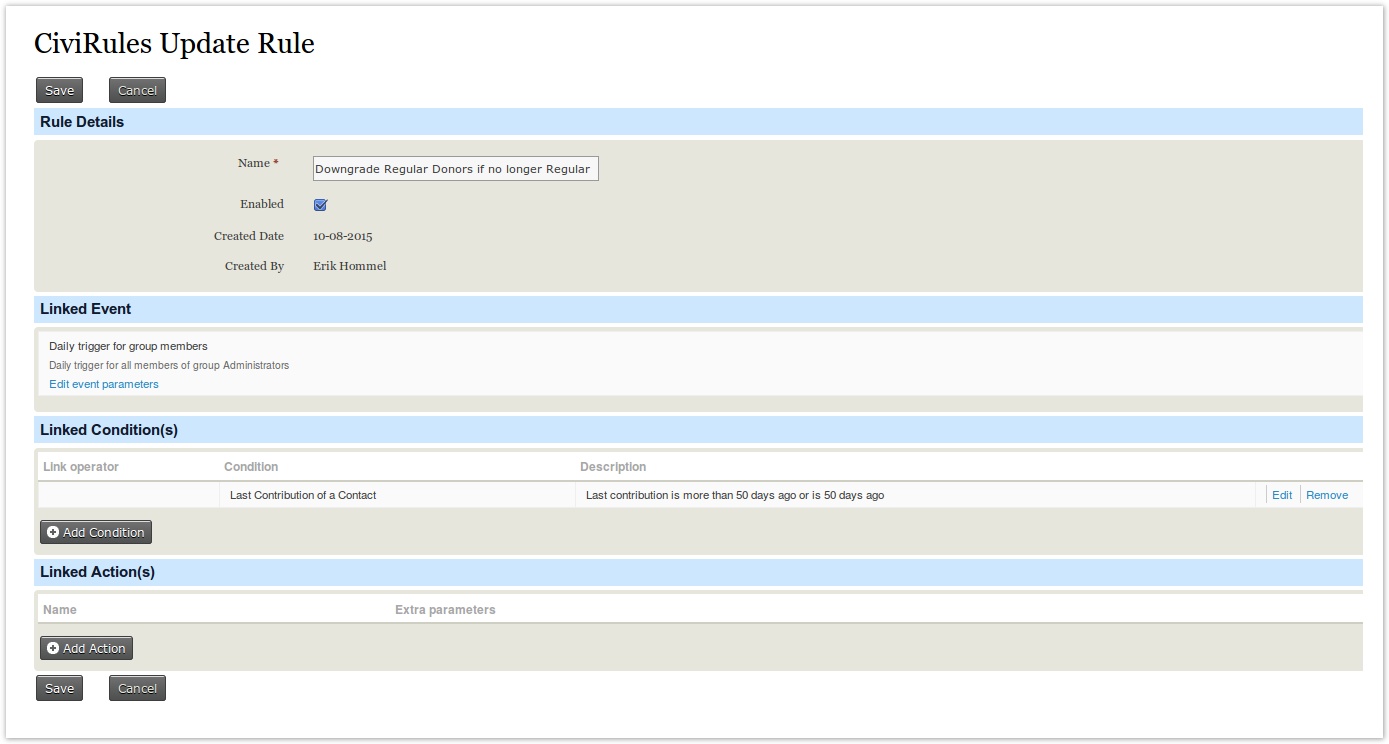 CiviRules Update Rule
Save Cancel
Rule Details
Name * Downgrade Regular Donors if no longer Regular
Enabled
Created Date 10-08-2015
Created By Erik Hommel
Linked Event
Daily trigger for group members
Daily trigger for all members of group Administrators
Edit event parameters
Linked Condition(s)
Link operator Condition Description
Last Contribution of a Contact Last contribution is more than 50 days ago or is 50 days ago Edit Remove
Add Condition
Linked Action(s)
Name Extra parameters
Add Action
Save Cancel